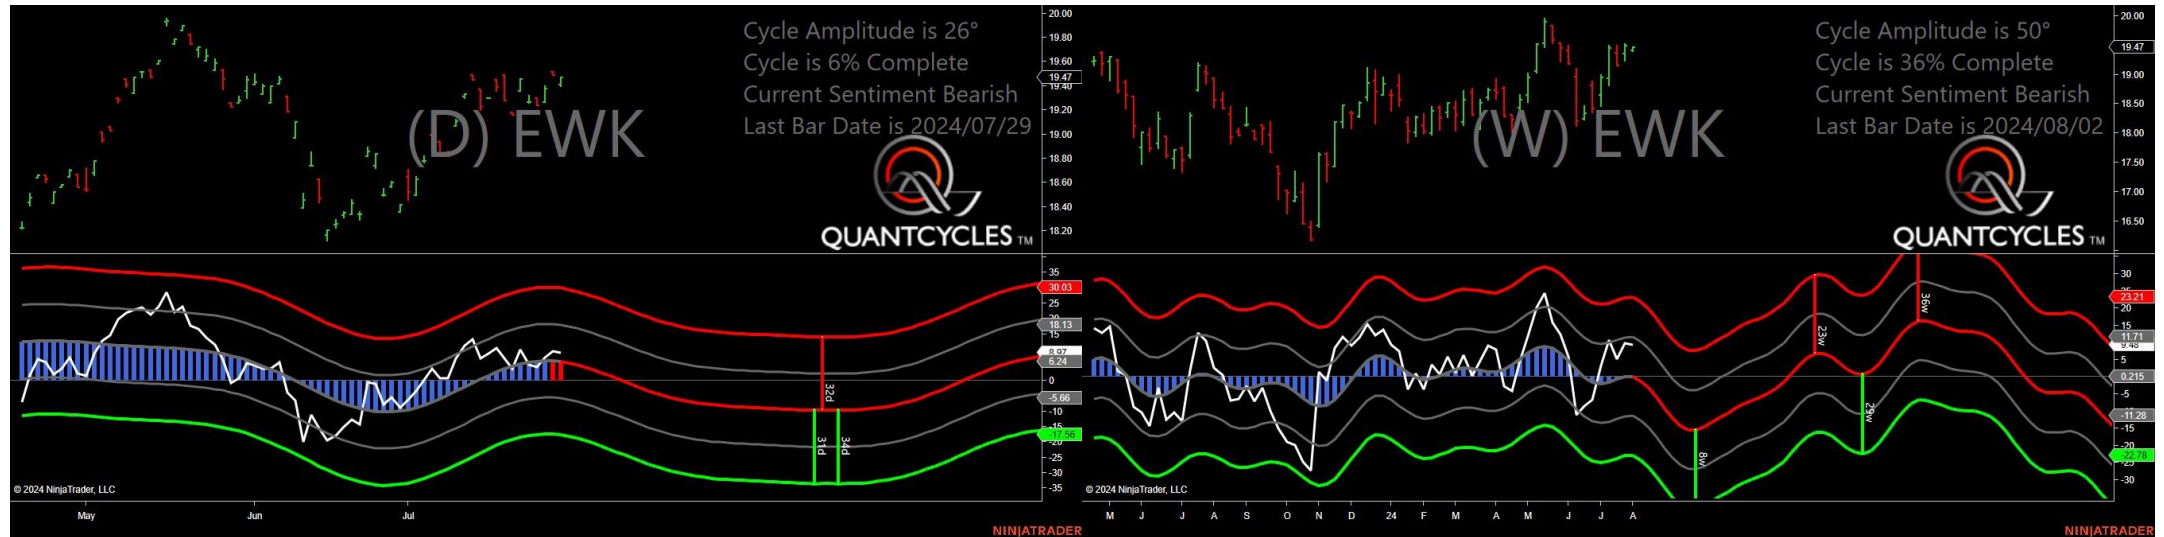 Cycle Amplitude is 26°
Cycle is 6% Complete
Current Sentiment Bearish
Last Bar Date is 2024/07/29
(D) EWK
QUANTCYCLES TM
20.00
19.80
19.60
19.47
19.40
19.20
19.00
18.80
18.60
18.40
18.20
35
30.03
25
20
18.13
15
8.97
6.24
0
-5.66
-10
-15
-17.56
-20
-25
-30
-35
32d
31d
34d
© 2024 NinjaTrader, LLC
May
Jun
Jul
NINJATRADER
Cycle Amplitude is 50°
Cycle is 36% Complete
Current Sentiment Bearish
Last Bar Date is 2024/08/02
(W) EWK
QUANTCYCLES TM
20.00
19.47
19.00
18.50
18.00
17.50
17.00
16.50
30
23.21
20
15
11.71
9.48
5
0.215
-5
-11.28
-15
-20
-22.78
-25
-30
23w
36w
29w
8w
© 2024 NinjaTrader, LLC
M J J A S O N D 24 F M A M J J A
NINJATRADER